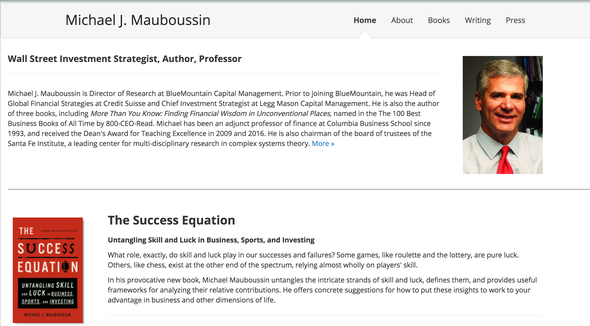 Michael J. Mauboussin
Home About Books Writing Press
Wall Street Investment Strategist, Author, Professor
Michael J. Mauboussin is Director of Research at BlueMountain Capital Management. Prior to joining BlueMountain, he was Head of
Global Financial Strategies at Credit Suisse and Chief Investment Strategist at Legg Mason Capital Management. He is also the author
of three books, including More Than You Know: Finding Financial Wisdom in Unconventional Places, named in the The 100 Best
Business Books of All Time by 800-CEO-Read. Michael has been an adjunct professor of finance at Columbia Business School since
1993, and received the Dean's Award for Teaching Excellence in 2009 and 2016. He is also chairman of the board of trustees of the
Santa Fe Institute, a leading center for multi-disciplinary research in complex systems theory. More »
THE
SUCCESS
EQUATION
UNTANGLING SKILL
AND LUCK IN BUSINESS,
SPORTS, AND INVESTING
MICHAEL J. MAUBOUSSIN
The Success Equation
Untangling Skill and Luck in Business, Sports, and Investing
What role, exactly, do skill and luck play in our successes and failures? Some games, like roulette and the lottery, are pure luck.
Others, like chess, exist at the other end of the spectrum, relying almost wholly on players' skill.
In his provocative new book, Michael Mauboussin untangles the intricate strands of skill and luck, defines them, and provides useful
frameworks for analyzing their relative contributions. He offers concrete suggestions for how to put these insights to work to your
advantage in business and other dimensions of life.